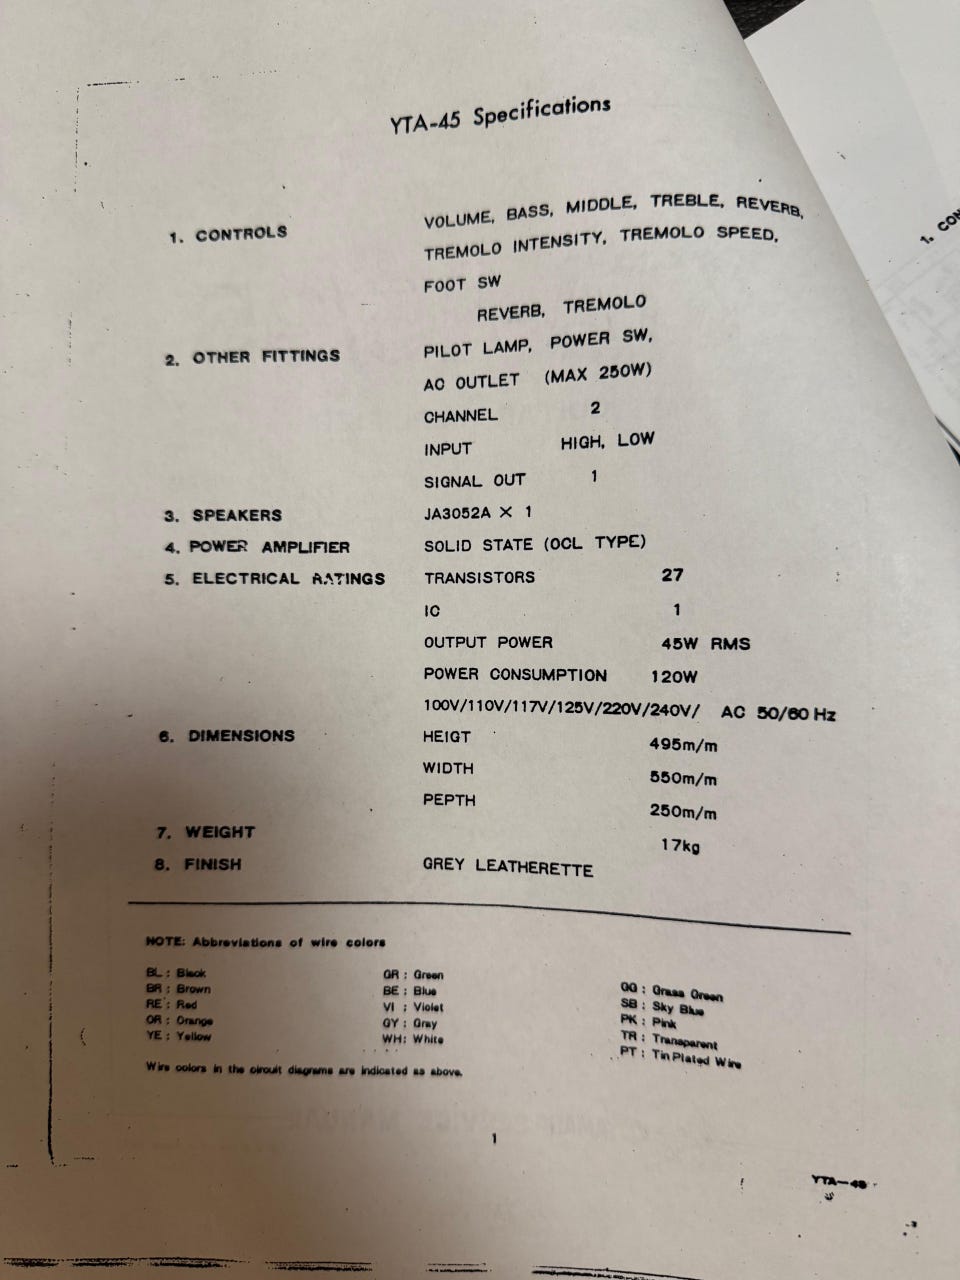 YTA-45 Specifications
1. CONTROLS VOLUME, BASS, MIDDLE, TREBLE, REVERB,
TREMOLO INTENSITY, TREMOLO SPEED,
FOOT SW
REVERB, TREMOLO
2. OTHER FITTINGS PILOT LAMP, POWER SW,
AC OUTLET (MAX 250W)
CHANNEL 2
INPUT HIGH, LOW
SIGNAL OUT 1
3. SPEAKERS JA3052A × 1
4. POWER AMPLIFIER SOLID STATE (OCL TYPE)
5. ELECTRICAL RATINGS TRANSISTORS 27
IC 1
OUTPUT POWER 45W RMS
POWER CONSUMPTION 120W
100V/110V/117V/125V/220V/240V/ AC 50/60 Hz
6. DIMENSIONS HEIGT 495m/m
WIDTH 550m/m
PEPTH 250m/m
7. WEIGHT 17kg
8. FINISH GREY LEATHERETTE
NOTE: Abbreviations of wire colors
BL : Black GR : Green GG : Grass Green
BR : Brown BE : Blue SB : Sky Blue
RE : Red VI : Violet PK : Pink
OR : Orange GY : Gray TR : Transparent
YE : Yellow WH : White PT : Tin Plated Wire
Wire colors in the circuit diagrams are indicated as above.
1
YTA-45
1. CON